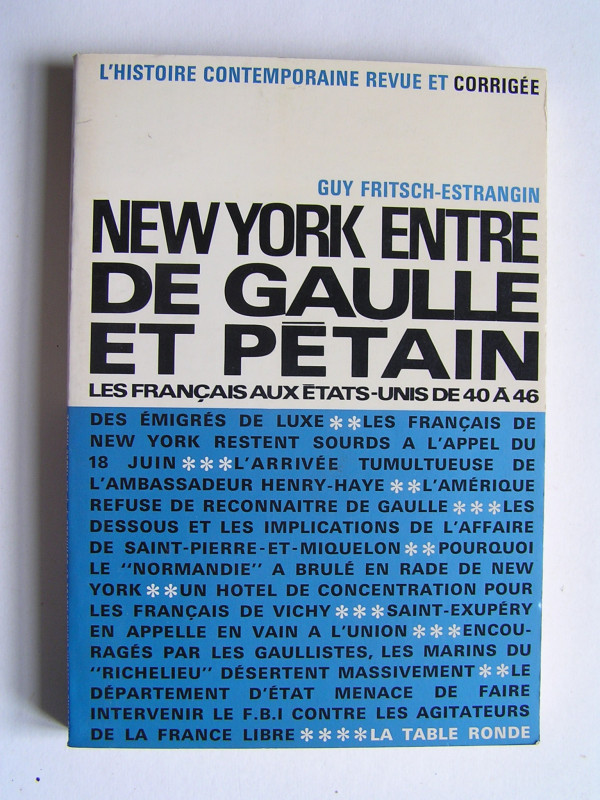 L'HISTOIRE CONTEMPORAINE REVUE ET CORRIGÉE
GUY FRITSCH-ESTRANGIN
NEW YORK ENTRE
DE GAULLE
ET PÉTAIN
LES FRANÇAIS AUX ÉTATS-UNIS DE 40 À 46
DES ÉMIGRÉS DE LUXE **LES FRANÇAIS DE
NEW YORK RESTENT SOURDS A L'APPEL DU
18 JUIN ***L'ARRIVÉE TUMULTUEUSE DE
L'AMBASSADEUR HENRY-HAYE **L'AMÉRIQUE
REFUSE DE RECONNAITRE DE GAULLE ***LES
DESSOUS ET LES IMPLICATIONS DE L'AFFAIRE
DE SAINT-PIERRE-ET-MIQUELON **POURQUOI
LE "NORMANDIE" A BRULÉ EN RADE DE NEW
YORK **UN HOTEL DE CONCENTRATION POUR
LES FRANÇAIS DE VICHY ***SAINT-EXUPÉRY
EN APPELLE EN VAIN A L'UNION ***ENCOU-
RAGÉS PAR LES GAULLISTES, LES MARINS DU
"RICHELIEU" DÉSERTENT MASSIVEMENT **LE
DÉPARTEMENT D'ÉTAT MENACE DE FAIRE
INTERVENIR LE F.B.I CONTRE LES AGITATEURS
DE LA FRANCE LIBRE ****LA TABLE RONDE